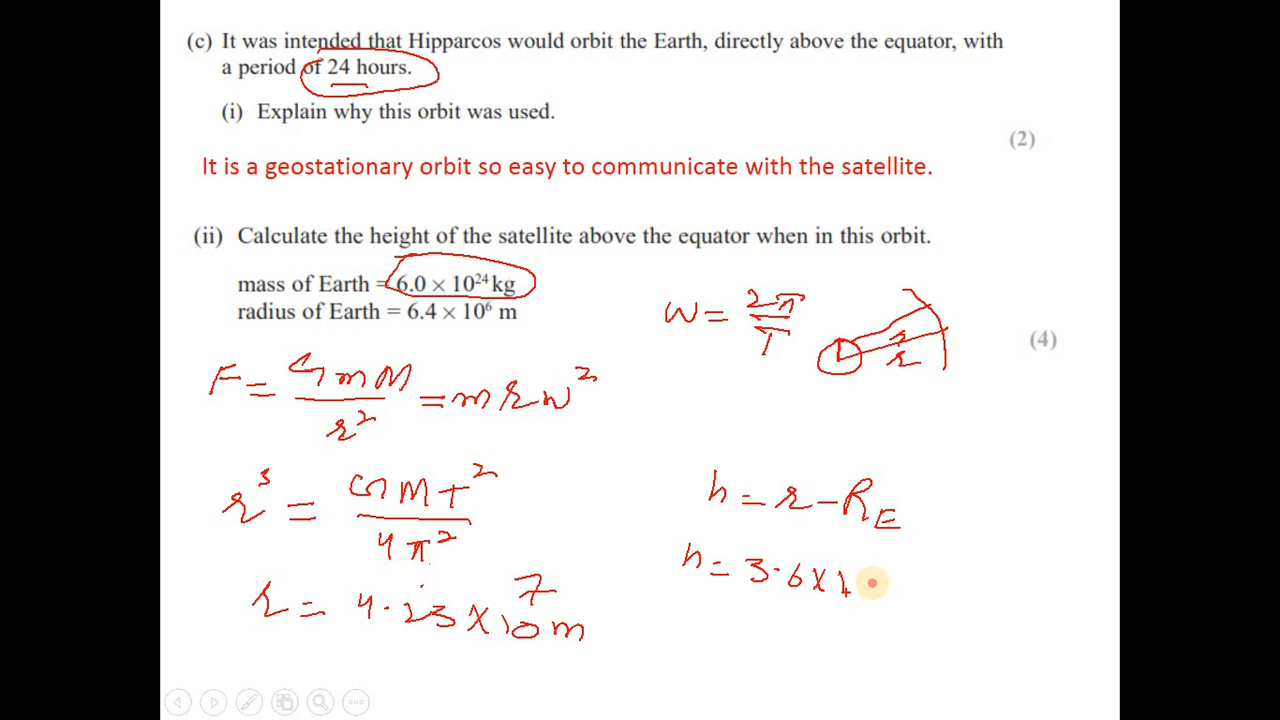 (c) It was intended that Hipparcos would orbit the Earth, directly above the equator, with
a period of 24 hours.
(i) Explain why this orbit was used.
(2)
It is a geostationary orbit so easy to communicate with the satellite.
(ii) Calculate the height of the satellite above the equator when in this orbit.
mass of Earth = 6.0 × 10²⁴ kg
radius of Earth = 6.4 × 10⁶ m
(4)
w = 2π/T
r
r
F = GmM/r² = mrw²
r³ = GMT²/4π²
r = 4.23 × 10⁷ m
h = r − R_E
h = 3.6 × 1